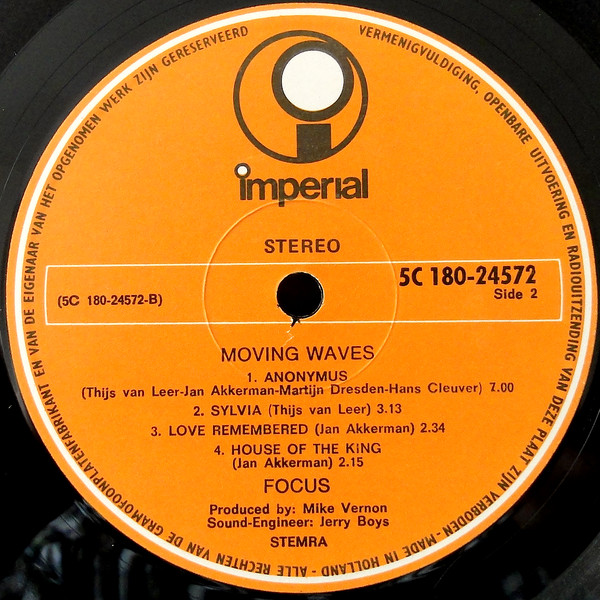 imperial
STEREO
5C 180-24572
Side 2
(5C 180-24572-B)
MOVING WAVES
1. ANONYMUS
(Thijs van Leer-Jan Akkerman-Martijn Dresden-Hans Cleuver) 7.00
2. SYLVIA (Thijs van Leer) 3.13
3. LOVE REMEMBERED (Jan Akkerman) 2.34
4. HOUSE OF THE KING
(Jan Akkerman) 2.15
FOCUS
Produced by: Mike Vernon
Sound-Engineer: Jerry Boys
STEMRA
MADE IN HOLLAND - ALLE RECHTEN VAN DE GRAMOFOONPLATENFABRIKANT EN VAN DE EIGENAAR VAN HET OPGENOMEN WERK ZIJN GERESERVEERD
VERMENIGVULDIGING, OPENBARE UITVOERING EN RADIOUITZENDING VAN DEZE PLAAT ZIJN VERBODEN -